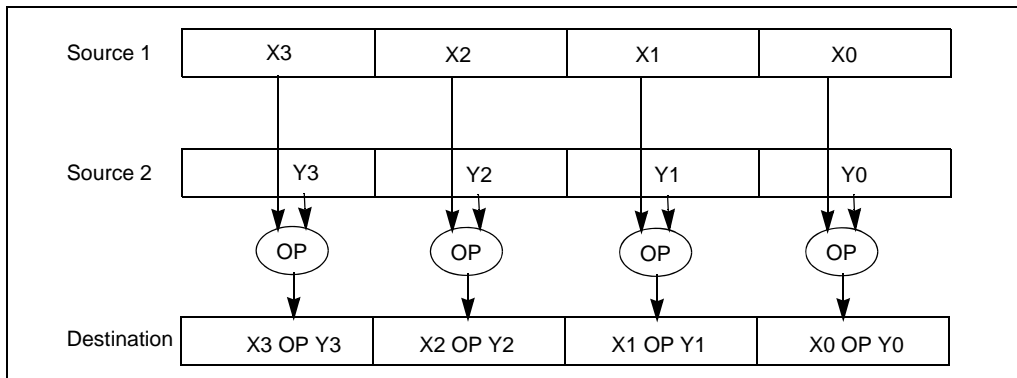 Source 1 X3 X2 X1 X0
Source 2 Y3 Y2 Y1 Y0
OP OP OP OP
Destination X3 OP Y3 X2 OP Y2 X1 OP Y1 X0 OP Y0